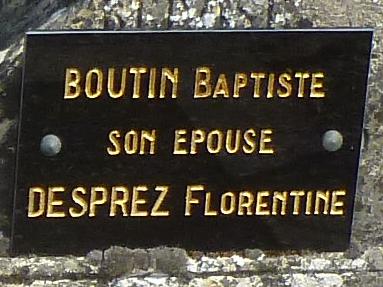 BOUTIN BAPTISTE
SON EPOUSE
DESPREZ FLORENTINE